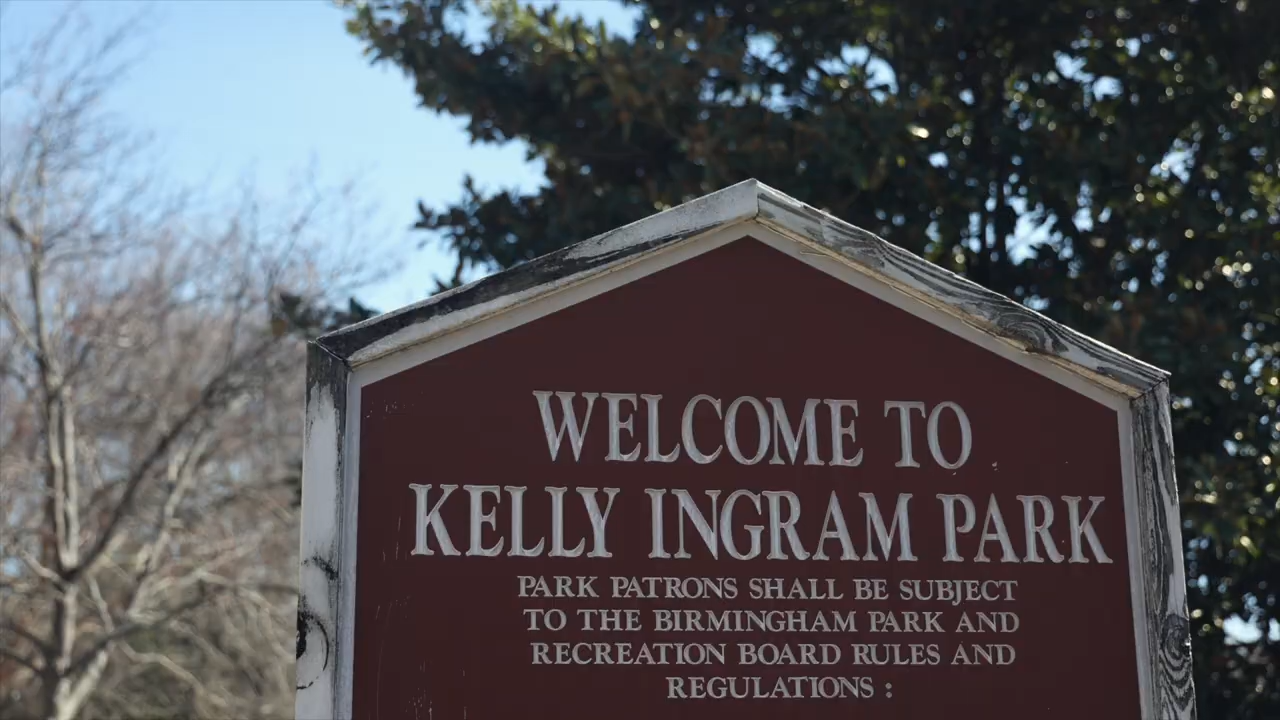 WELCOME TO
KELLY INGRAM PARK
PARK PATRONS SHALL BE SUBJECT
TO THE BIRMINGHAM PARK AND
RECREATION BOARD RULES AND
REGULATIONS :